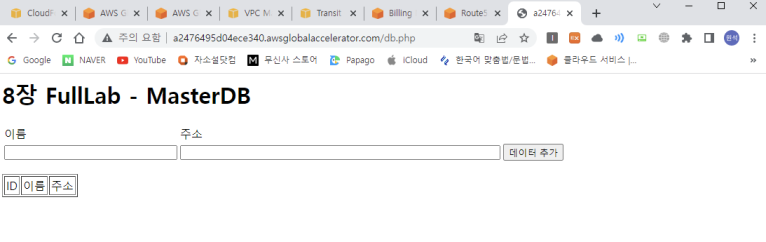 CloudF
AWS G
AWS G
VPC M
Transit
Billing
Route5
a24764
주의 요함
a2476495d04ece340.awsglobalaccelerator.com/db.php
Google
NAVER
YouTube
자소설닷컴
무신사 스토어
Papago
iCloud
한국어 맞춤법/문법...
클라우드 서비스 |...
8장 FullLab - MasterDB
이름 주소
데이터 추가
ID 이름 주소